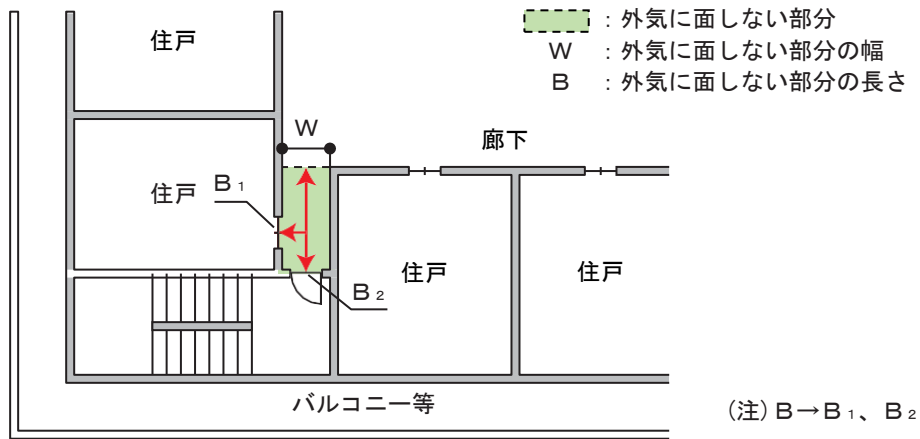 住戸
：外気に面しない部分
W ：外気に面しない部分の幅
B ：外気に面しない部分の長さ
W
廊下
住戸
B₁
住戸
住戸
B₂
バルコニー等
(注)B→B₁、B₂